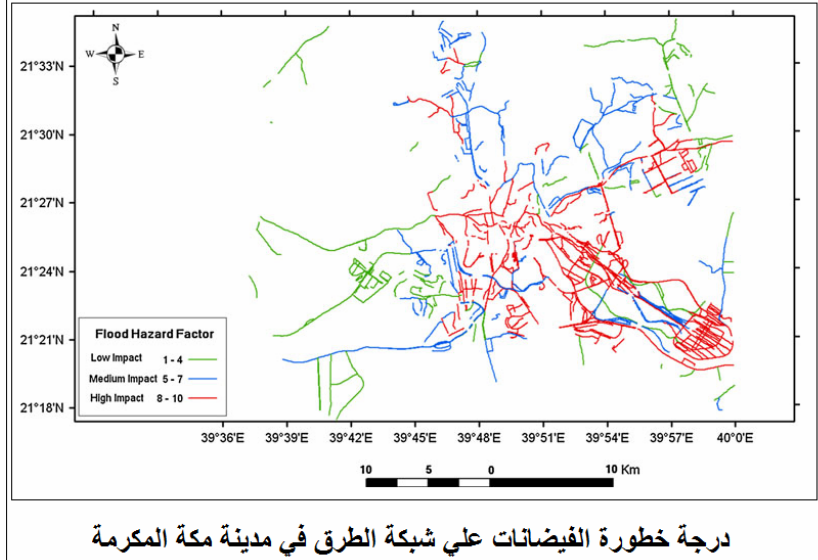 N
W E
S
21°33'N
21°30'N
21°27'N
21°24'N
21°21'N
21°18'N
Flood Hazard Factor
Low Impact 1 - 4
Medium Impact 5 - 7
High Impact 8 - 10
39°36'E 39°39'E 39°42'E 39°45'E 39°48'E 39°51'E 39°54'E 39°57'E 40°0'E
10 5 0 10 Km
درجة خطورة الفيضانات علي شبكة الطرق في مدينة مكة المكرمة